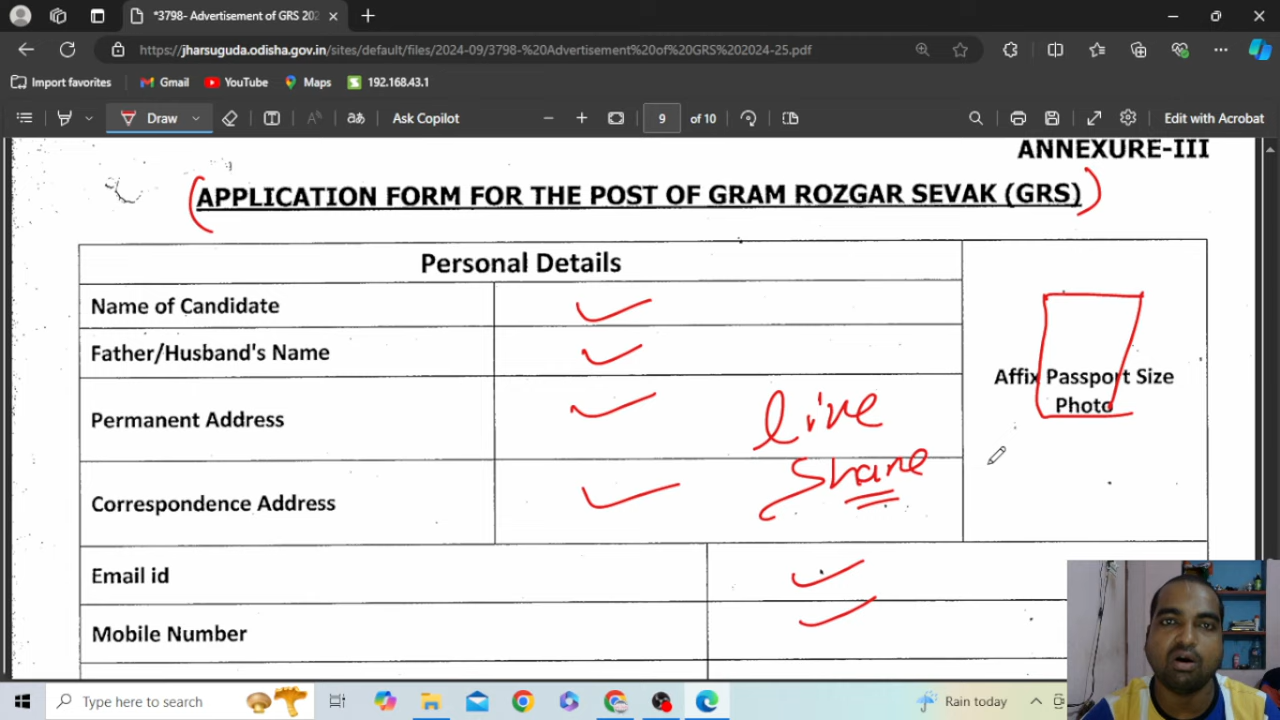 *3798- Advertisement of GRS 202
https://jharsuguda.odisha.gov.in/sites/default/files/2024-09/3798-%20Advertisement%20of%20GRS%202024-25.pdf
Import favorites
Gmail
YouTube
Maps
192.168.43.1
Draw
aあ
Ask Copilot
9
of 10
Edit with Acrobat
ANNEXURE-III
(APPLICATION FORM FOR THE POST OF GRAM ROZGAR SEVAK (GRS))
Personal Details
Name of Candidate
Father/Husband's Name
Affix Passport Size
Photo
Permanent Address
live
share
Correspondence Address
Email id
Mobile Number
Type here to search
Rain today